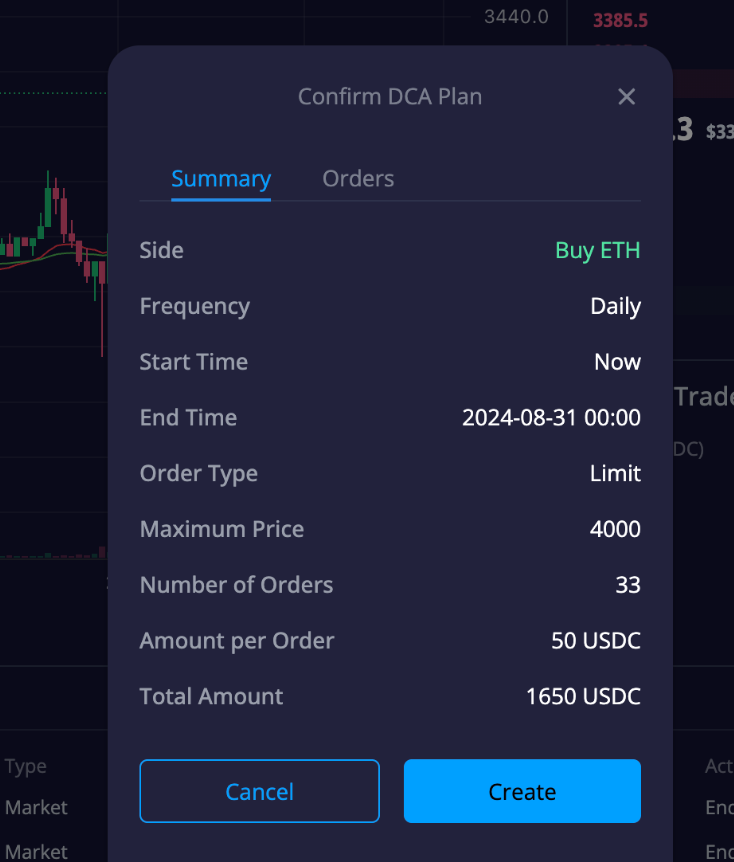 3440.0
3385.5
Confirm DCA Plan
.3 $33
Summary Orders
Side Buy ETH
Frequency Daily
Start Time Now
Trade
End Time 2024-08-31 00:00
DC)
Order Type Limit
Maximum Price 4000
Number of Orders 33
Amount per Order 50 USDC
Total Amount 1650 USDC
Type
Act
Cancel Create
Market
End
Market
End